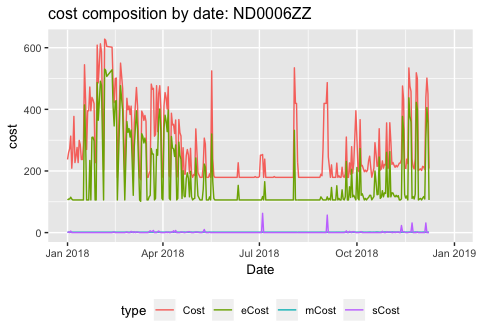 cost composition by date: ND0006ZZ
cost
600
400
200
0
Jan 2018 Apr 2018 Jul 2018 Oct 2018 Jan 2019
Date
type Cost eCost mCost sCost